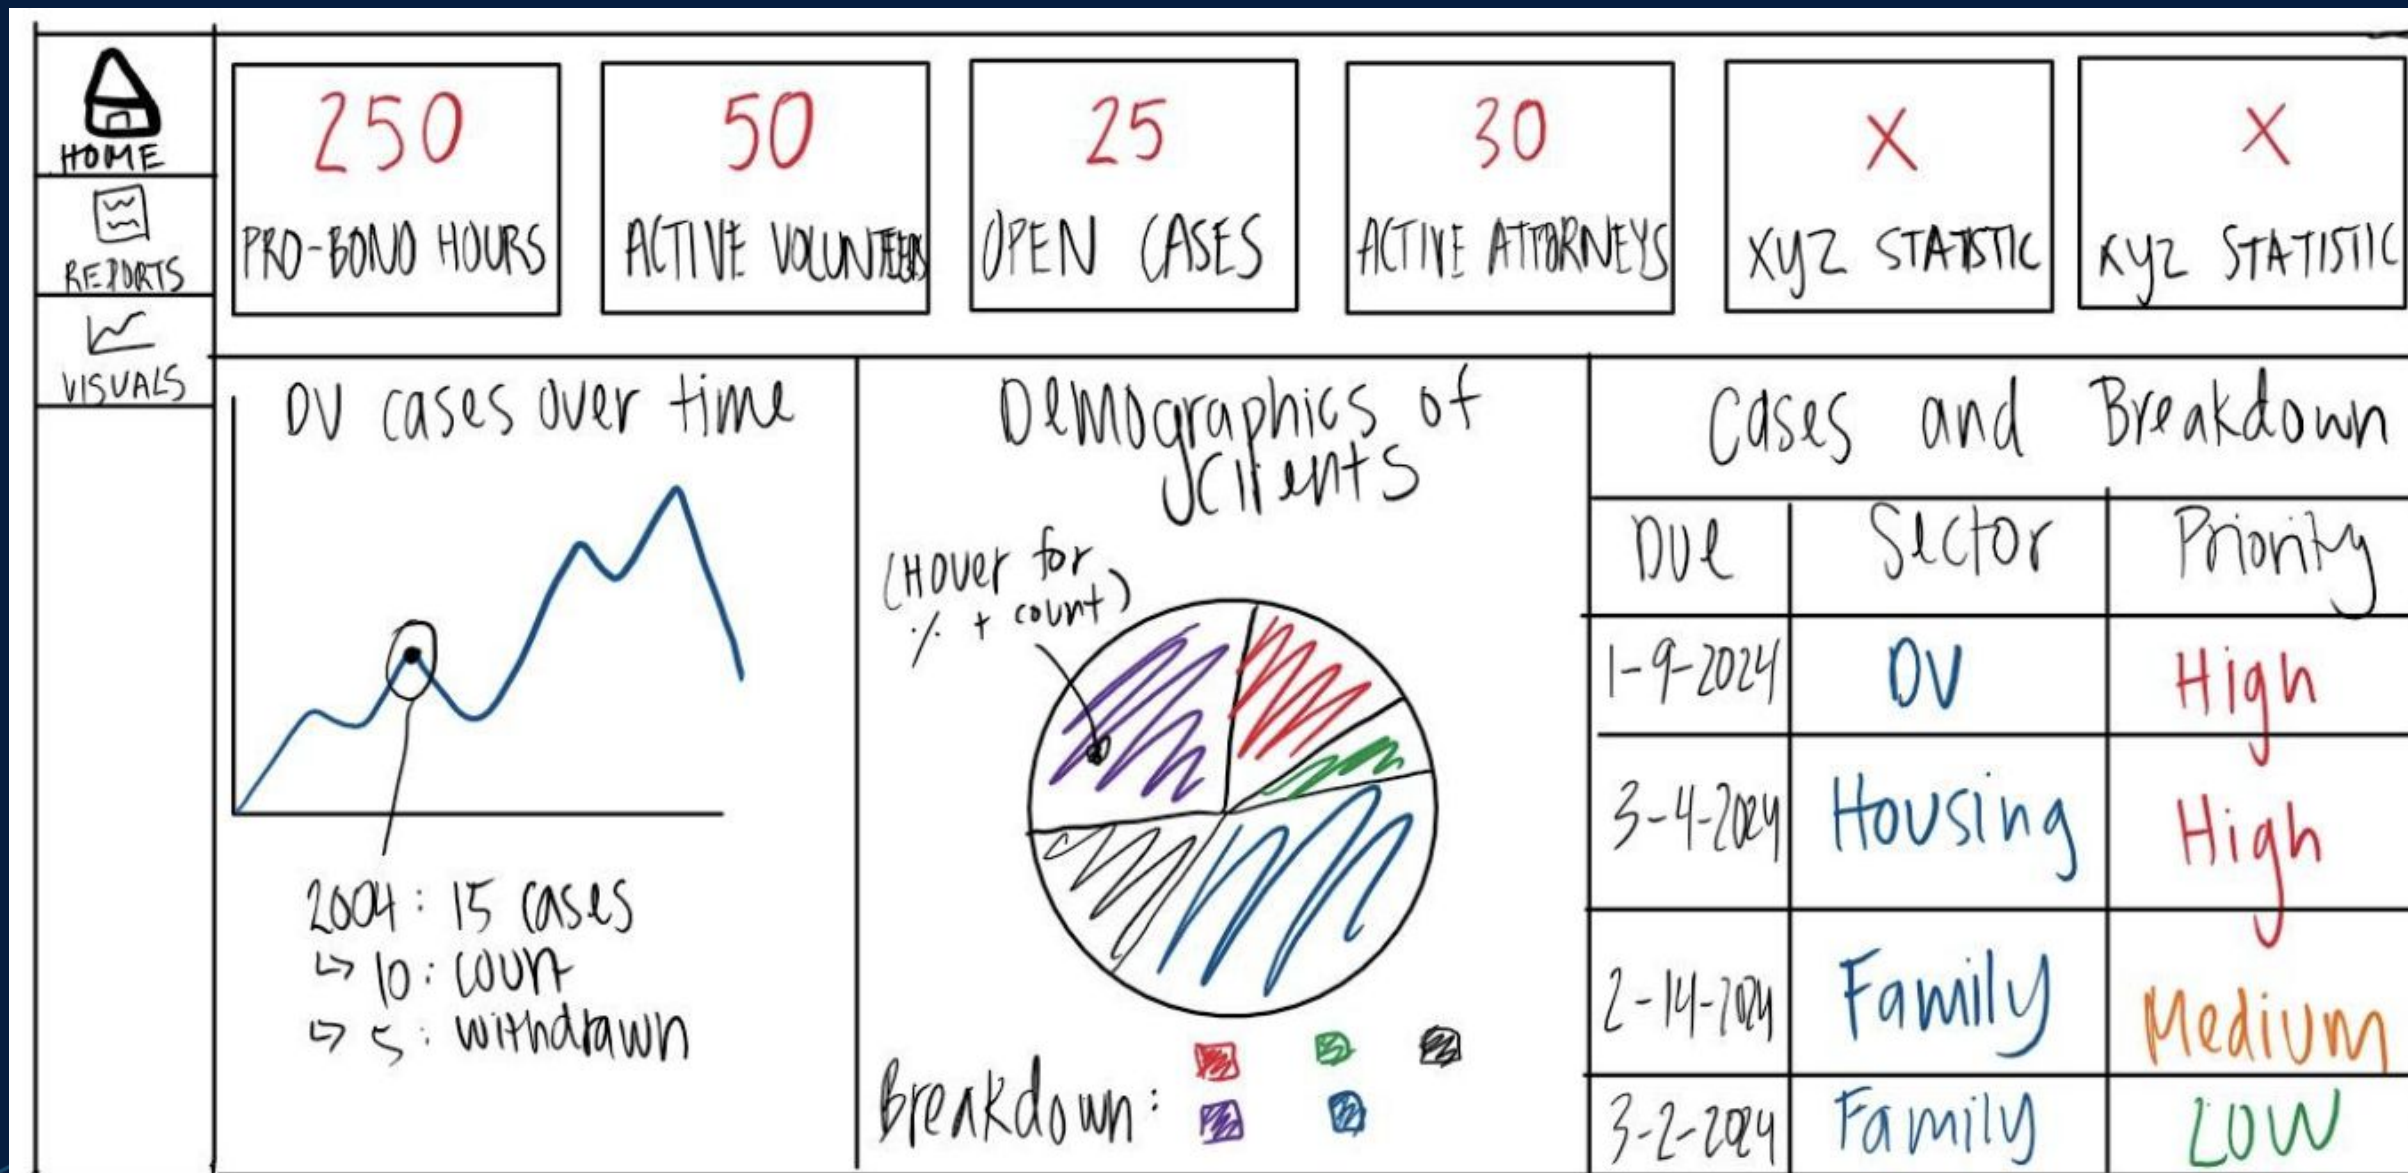 HOME
REPORTS
VISUALS
250
PRO-BONO HOURS
50
ACTIVE VOLUNTEERS
25
OPEN CASES
30
ACTIVE ATTORNEYS
X
XYZ STATISTIC
X
XYZ STATISTIC
DV cases over time
2004: 15 cases
↳ 10: court
↳ 5: withdrawn
Demographics of
Clients
(Hover for
% + count)
Breakdown:
Cases and Breakdown
Due Sector Priority
1-9-2024 DV High
3-4-2024 Housing High
2-14-2024 Family Medium
3-2-2024 Family LOW